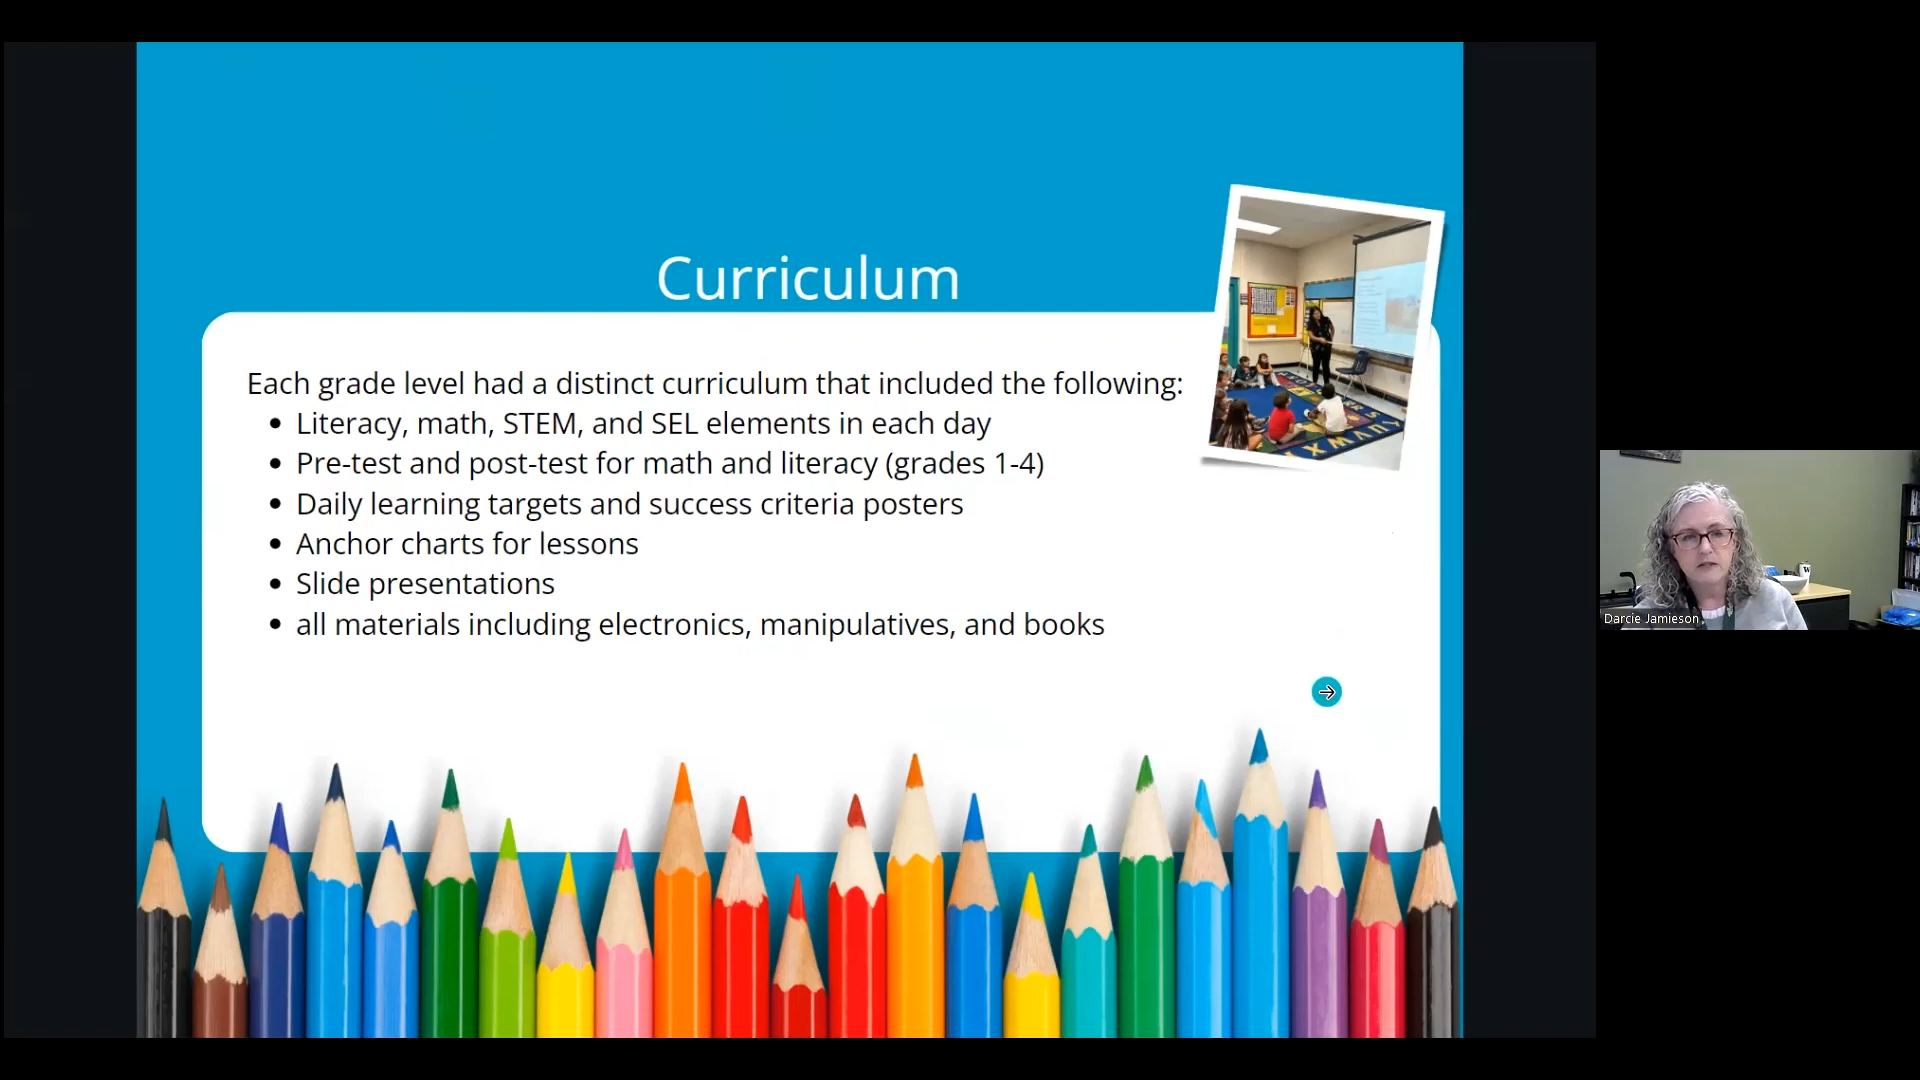 Curriculum
Each grade level had a distinct curriculum that included the following:
• Literacy, math, STEM, and SEL elements in each day
• Pre-test and post-test for math and literacy (grades 1-4)
• Daily learning targets and success criteria posters
• Anchor charts for lessons
• Slide presentations
• all materials including electronics, manipulatives, and books
Darcie Jamieson